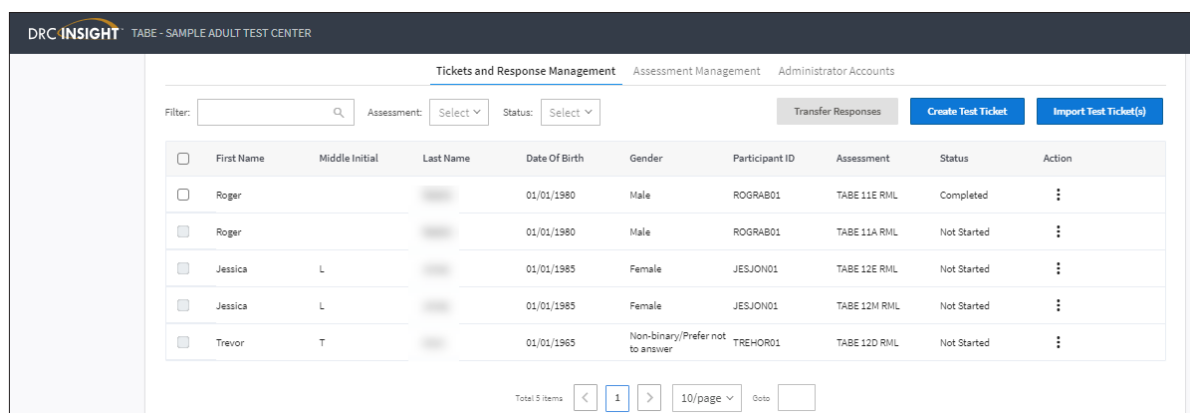 DRC INSIGHT TABE - SAMPLE ADULT TEST CENTER
Tickets and Response Management Assessment Management Administrator Accounts
Filter: Assessment: Select Status: Select Transfer Responses Create Test Ticket Import Test Ticket(s)
First Name Middle Initial Last Name Date Of Birth Gender Participant ID Assessment Status Action
Roger 01/01/1980 Male ROGRAB01 TABE 11E RML Completed
Roger 01/01/1980 Male ROGRAB01 TABE 11A RML Not Started
Jessica L 01/01/1985 Female JESJON01 TABE 12E RML Not Started
Jessica L 01/01/1985 Female JESJON01 TABE 12M RML Not Started
Trevor T 01/01/1965 Non-binary/Prefer not to answer TREHOR01 TABE 12D RML Not Started
Total 5 items < 1 > 10/page Goto